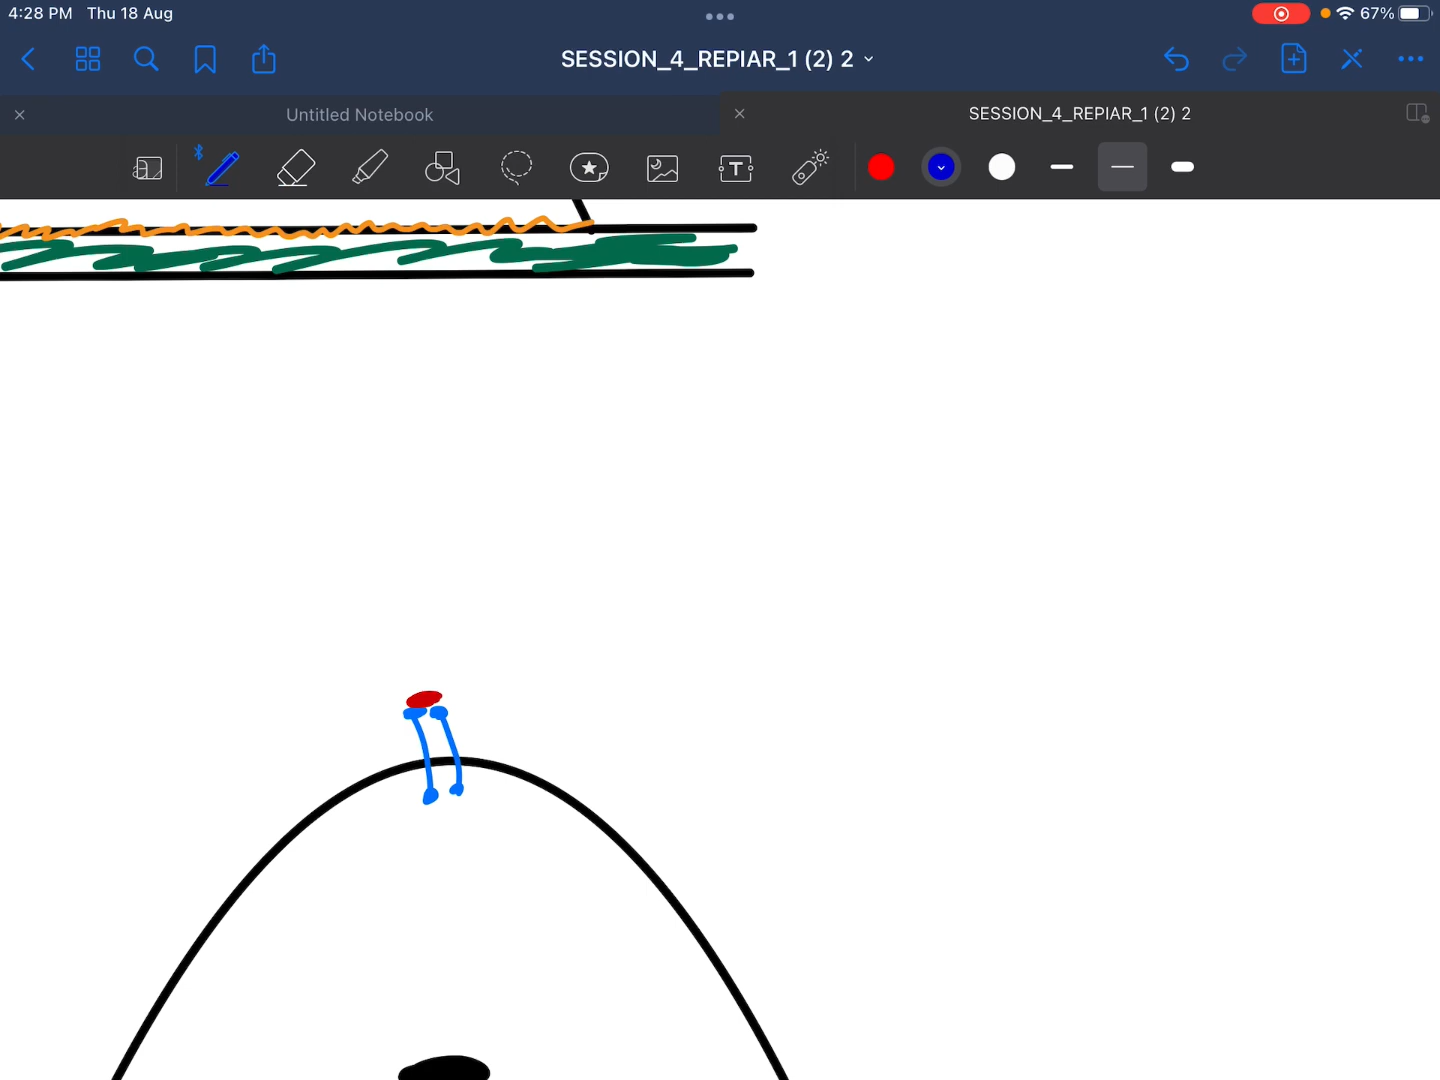 4:28 PM Thu 18 Aug
67%
SESSION_4_REPIAR_1 (2) 2
Untitled Notebook
SESSION_4_REPIAR_1 (2) 2
a
T